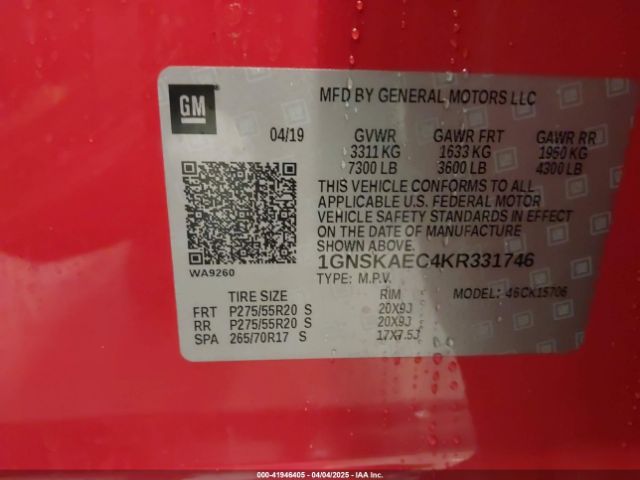 GM
MFD BY GENERAL MOTORS LLC
04/19 GVWR GAWR FRT GAWR RR
3311 KG 1633 KG 1950 KG
7300 LB 3600 LB 4300 LB
THIS VEHICLE CONFORMS TO ALL
APPLICABLE U.S. FEDERAL MOTOR
VEHICLE SAFETY STANDARDS IN EFFECT
ON THE DATE OF MANUFACTURE
SHOWN ABOVE.
1GNSKAEC4KR331746
TYPE: M.P.V. MODEL: 46CK15706
WA9260
TIRE SIZE RIM
FRT P275/55R20 S 20X9J
RR P275/55R20 S 20X9J
SPA 265/70R17 S 17X7.5J
000-41946405 - 04/04/2025 - IAA Inc.